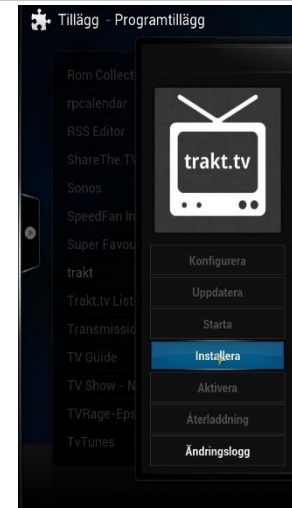 Tillägg - Programtillägg
Rom Collect
rpcalendar
RSS Editor
ShareThe.TV
Sonos
SpeedFan In
Super Favou
trakt
Trakt.tv List
Transmissio
TV Guide
TV Show - N
TVRage-Eps
TvTunes
trakt.tv
Konfigurera
Uppdatera
Starta
Installera
Aktivera
Återladdning
Ändringslogg